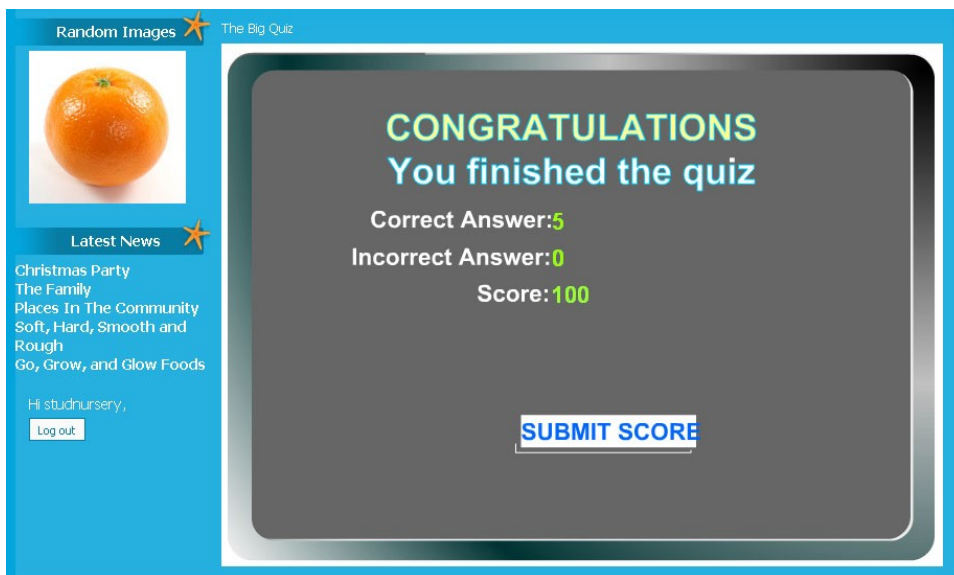 Random Images
Latest News
Christmas Party
The Family
Places In The Community
Soft, Hard, Smooth and
Rough
Go, Grow, and Glow Foods
Hi studnursery,
Log out
The Big Quiz
CONGRATULATIONS
You finished the quiz
Correct Answer:5
Incorrect Answer:0
Score:100
SUBMIT SCORE